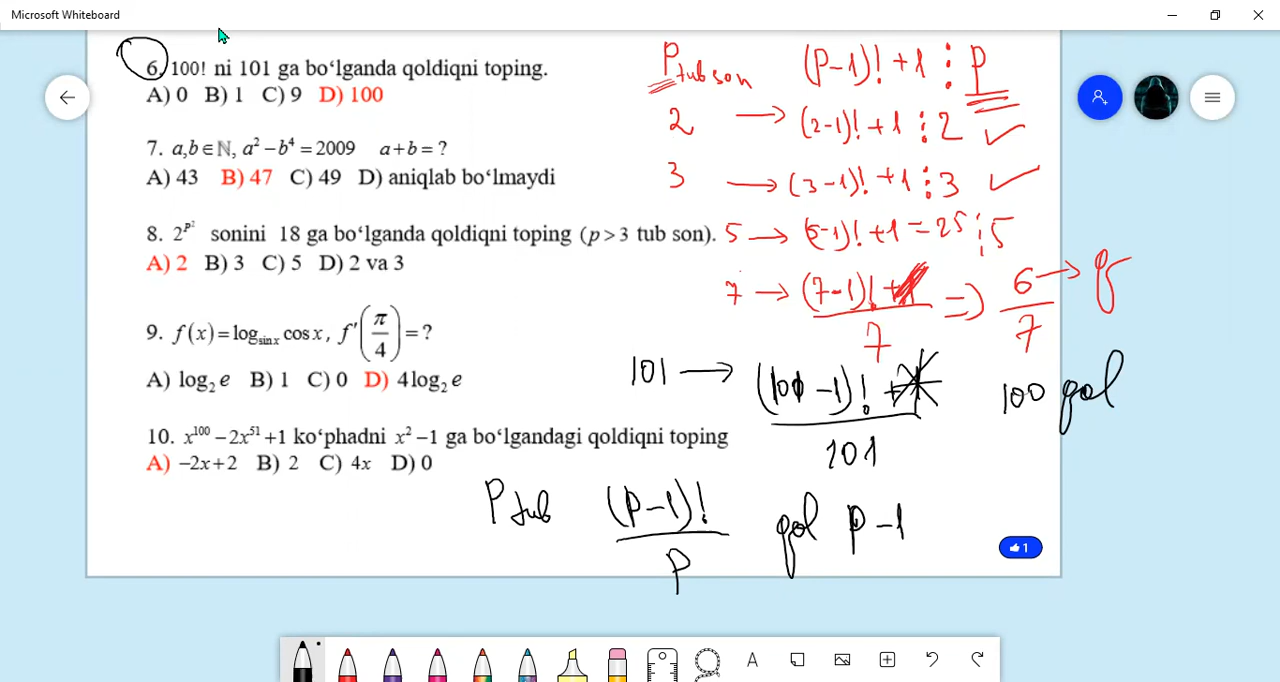 Microsoft Whiteboard
6. 100! ni 101 ga bo‘lganda qoldiqni toping.
A) 0 B) 1 C) 9 D) 100
7. a,b∈ℕ, a² − b⁴ = 2009 a+b = ?
A) 43 B) 47 C) 49 D) aniqlab bo‘lmaydi
8. 2^{p²} sonini 18 ga bo‘lganda qoldiqni toping (p > 3 tub son).
A) 2 B) 3 C) 5 D) 2 va 3
9. f(x) = log_{sin x} cos x, f′(π/4) = ?
A) log₂ e B) 1 C) 0 D) 4log₂ e
10. x¹⁰⁰ − 2x⁵¹ + 1 ko‘phadni x² − 1 ga bo‘lgandagi qoldiqni toping
A) −2x+2 B) 2 C) 4x D) 0
P tub son (P-1)! + 1 ⋮ p
2 → (2-1)! + 1 ⋮ 2 ✓
3 → (3-1)! + 1 ⋮ 3 ✓
5 → (5-1)! + 1 = 25 ⋮ 5
7 → (7-1)! / 7 ⇒ 6/7 →
101 → (101-1)! / 101 100 qol
P tub (p-1)! / p qol p-1
1
A